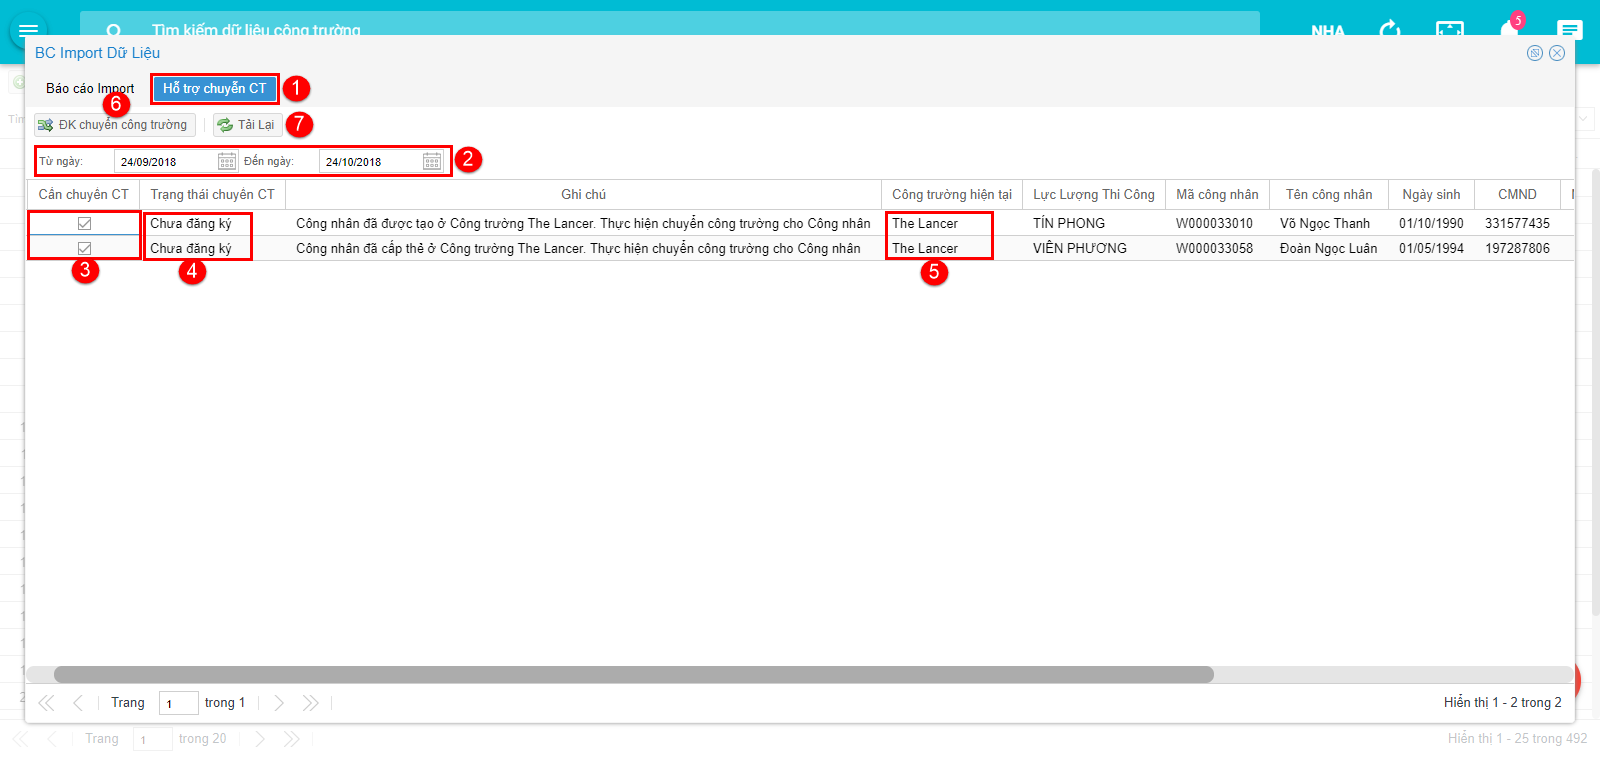 Tìm kiếm dữ liệu công trường
NHA
5
BC Import Dữ Liệu
Báo cáo Import
Hỗ trợ chuyển CT
1
6
ĐK chuyển công trường
Tải Lại
7
Từ ngày:
24/09/2018
Đến ngày:
24/10/2018
2
Cần chuyển CT
Trạng thái chuyển CT
Ghi chú
Công trường hiện tại
Lực Lượng Thi Công
Mã công nhân
Tên công nhân
Ngày sinh
CMND
Chưa đăng ký
Công nhân đã được tạo ở Công trường The Lancer. Thực hiện chuyển công trường cho Công nhân
The Lancer
TÍN PHONG
W000033010
Võ Ngọc Thanh
01/10/1990
331577435
Chưa đăng ký
Công nhân đã cấp thẻ ở Công trường The Lancer. Thực hiện chuyển công trường cho Công nhân
The Lancer
VIÊN PHƯƠNG
W000033058
Đoàn Ngọc Luân
01/05/1994
197287806
3
4
5
Trang
1
trong 1
Hiển thị 1 - 2 trong 2
Trang
1
trong 20
Hiển thị 1 - 25 trong 492